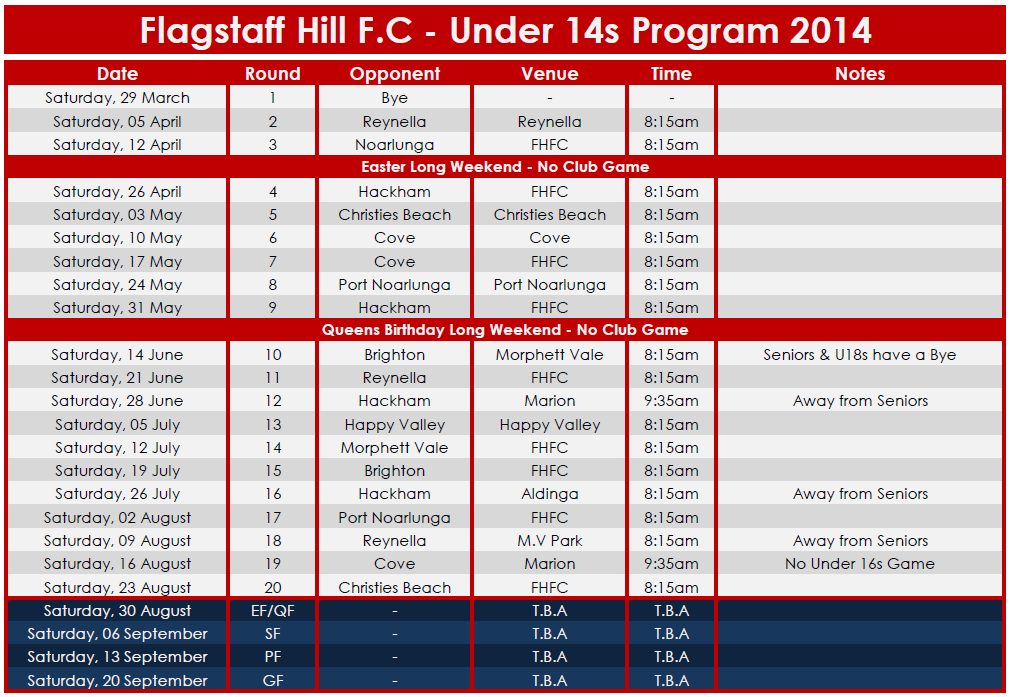 Flagstaff Hill F.C - Under 14s Program 2014
Date Round Opponent Venue Time Notes
Saturday, 29 March 1 Bye - -
Saturday, 05 April 2 Reynella Reynella 8:15am
Saturday, 12 April 3 Noarlunga FHFC 8:15am
Easter Long Weekend - No Club Game
Saturday, 26 April 4 Hackham FHFC 8:15am
Saturday, 03 May 5 Christies Beach Christies Beach 8:15am
Saturday, 10 May 6 Cove Cove 8:15am
Saturday, 17 May 7 Cove FHFC 8:15am
Saturday, 24 May 8 Port Noarlunga Port Noarlunga 8:15am
Saturday, 31 May 9 Hackham FHFC 8:15am
Queens Birthday Long Weekend - No Club Game
Saturday, 14 June 10 Brighton Morphett Vale 8:15am Seniors & U18s have a Bye
Saturday, 21 June 11 Reynella FHFC 8:15am
Saturday, 28 June 12 Hackham Marion 9:35am Away from Seniors
Saturday, 05 July 13 Happy Valley Happy Valley 8:15am
Saturday, 12 July 14 Morphett Vale FHFC 8:15am
Saturday, 19 July 15 Brighton FHFC 8:15am
Saturday, 26 July 16 Hackham Aldinga 8:15am Away from Seniors
Saturday, 02 August 17 Port Noarlunga FHFC 8:15am
Saturday, 09 August 18 Reynella M.V Park 8:15am Away from Seniors
Saturday, 16 August 19 Cove Marion 9:35am No Under 16s Game
Saturday, 23 August 20 Christies Beach FHFC 8:15am
Saturday, 30 August EF/QF - T.B.A T.B.A
Saturday, 06 September SF - T.B.A T.B.A
Saturday, 13 September PF - T.B.A T.B.A
Saturday, 20 September GF - T.B.A T.B.A